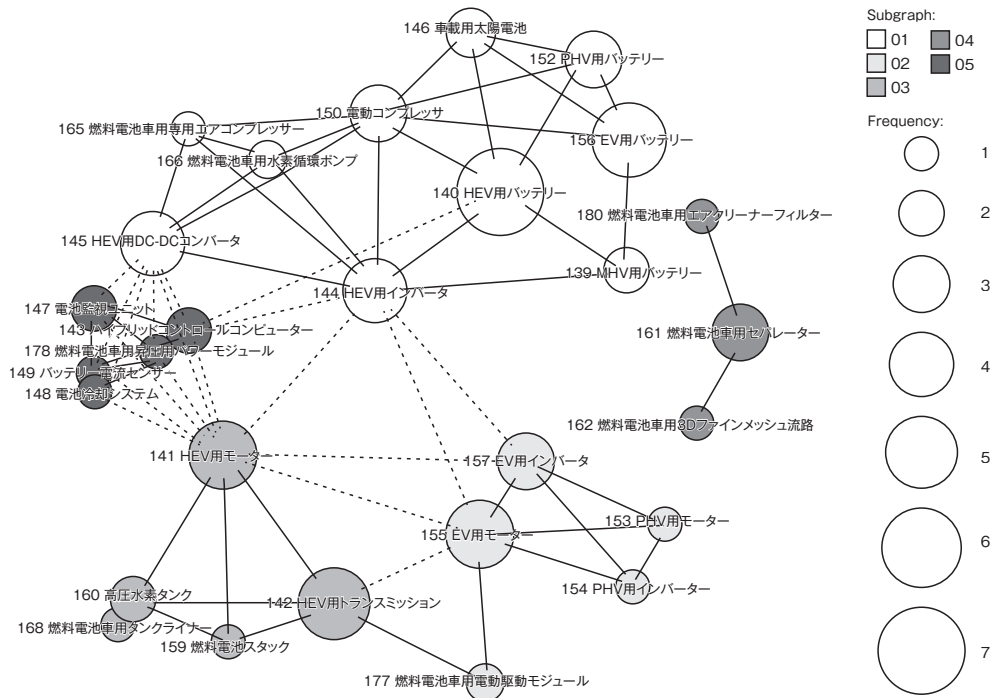 146 車載用太陽電池
152 PHV用バッテリー
150 電動コンプレッサ
165 燃料電池車用専用エアコンプレッサー
156 EV用バッテリー
166 燃料電池車用水素循環ポンプ
140 HEV用バッテリー
180 燃料電池車用エアクリーナーフィルター
145 HEV用DC-DCコンバータ
139 MHV用バッテリー
144 HEV用インバータ
147 電池監視ユニット
143 ハイブリッドコントロールコンピューター
161 燃料電池車用セパレーター
178 燃料電池車用昇圧用パワーモジュール
149 バッテリー電流センサー
148 電池冷却システム
162 燃料電池車用3Dファインメッシュ流路
141 HEV用モーター
157 EV用インバータ
153 PHV用モーター
155 EV用モーター
154 PHV用インバーター
160 高圧水素タンク
142 HEV用トランスミッション
168 燃料電池車用タンクライナー
159 燃料電池スタック
177 燃料電池車用電動駆動モジュール
Subgraph:
01 04
02 05
03
Frequency:
1
2
3
4
5
6
7